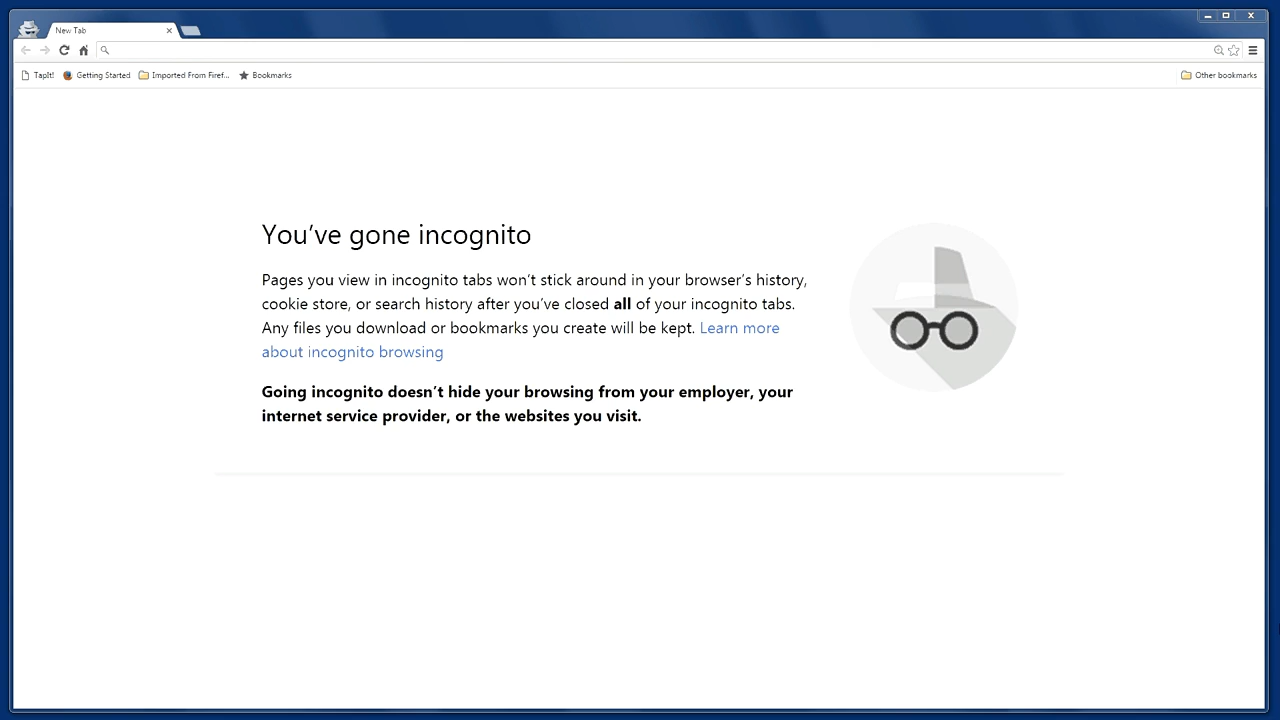 New Tab
TapIt! Getting Started Imported From Firef... Bookmarks Other bookmarks
You've gone incognito
Pages you view in incognito tabs won't stick around in your browser's history,
cookie store, or search history after you've closed all of your incognito tabs.
Any files you download or bookmarks you create will be kept. Learn more
about incognito browsing
Going incognito doesn't hide your browsing from your employer, your
internet service provider, or the websites you visit.